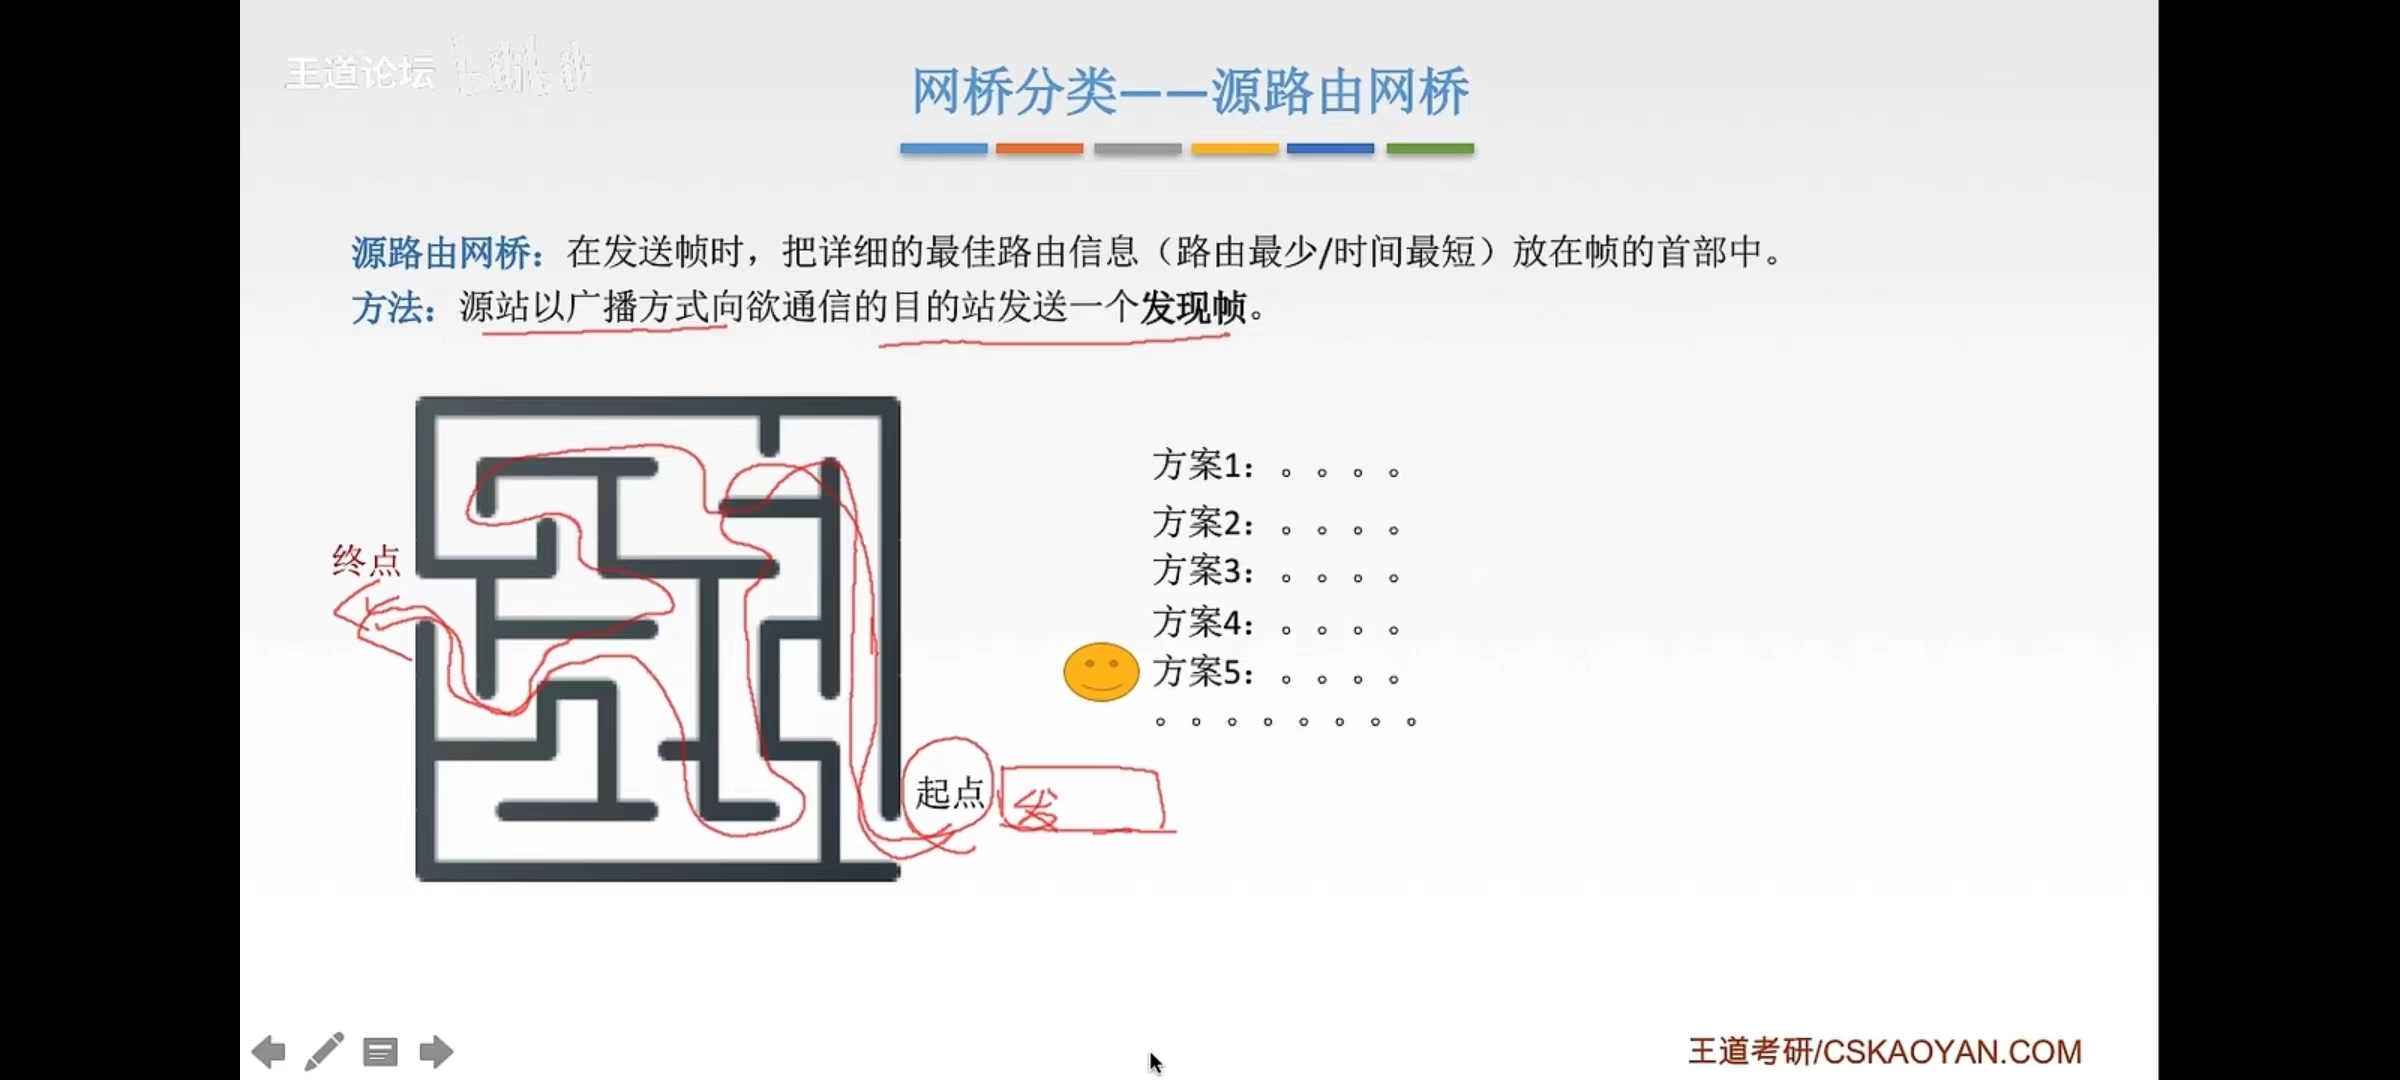 王道论坛 bilibili
网桥分类——源路由网桥
源路由网桥：在发送帧时，把详细的最佳路由信息（路由最少/时间最短）放在帧的首部中。
方法：源站以广播方式向欲通信的目的站发送一个发现帧。
方案1：。。。。
方案2：。。。。
终点
方案3：。。。。
方案4：。。。。
方案5：。。。。
。。。。。。。。
起点
发
王道考研/CSKAOYAN.COM